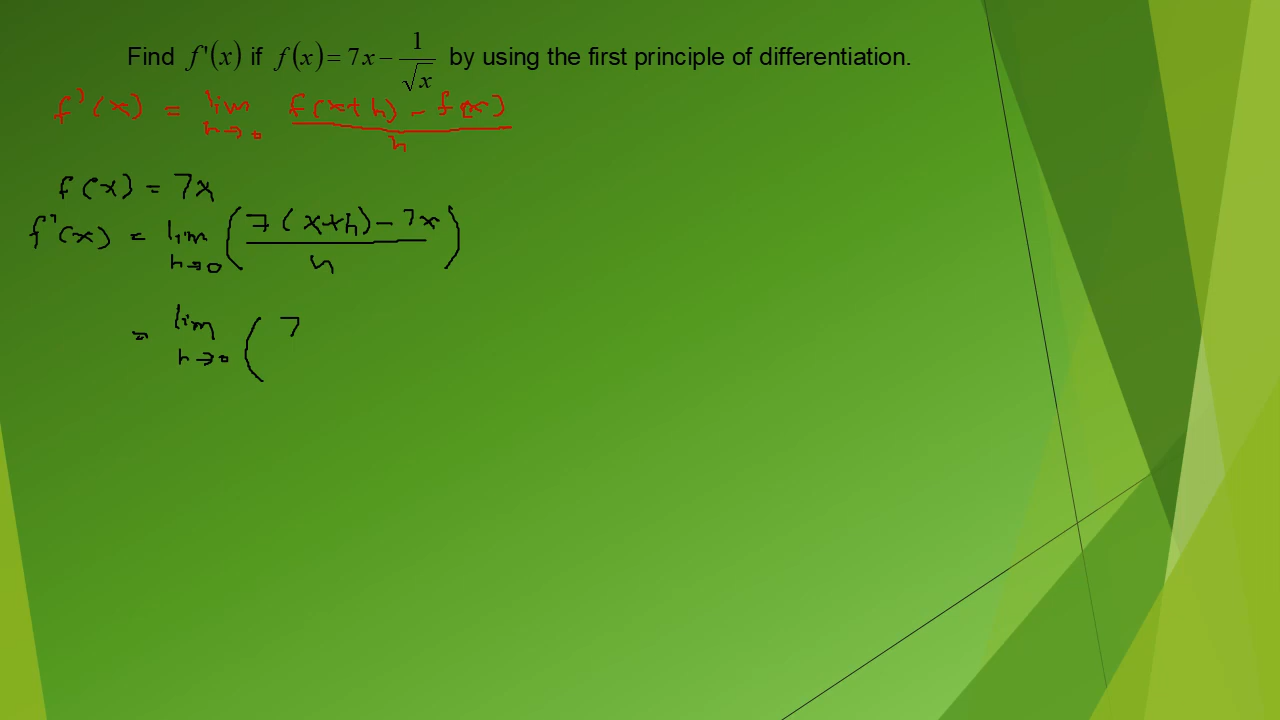 Find f'(x) if f(x) = 7x − 1/√x by using the first principle of differentiation.
f'(x) = lim h→0 f(x+h) − f(x) / h
f(x) = 7x
f'(x) = lim h→0 ( 7(x+h) − 7x / h )
= lim h→0 ( 7